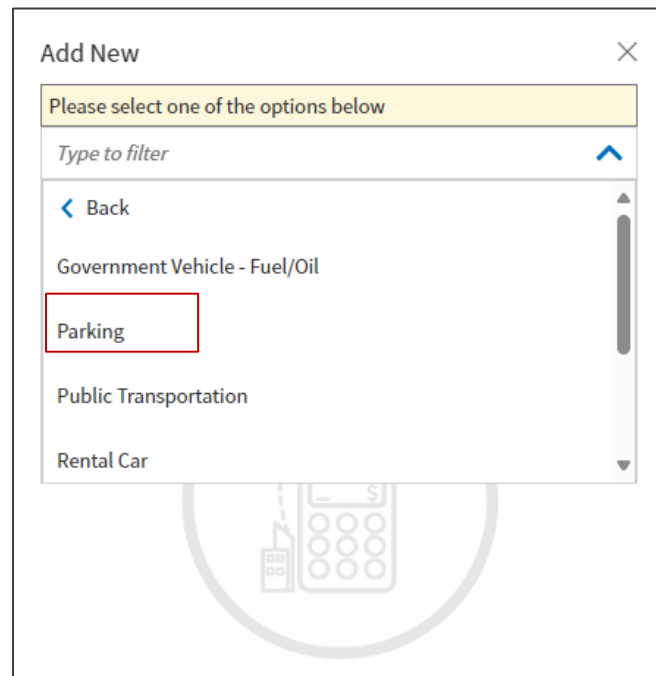 Add New
Please select one of the options below
Type to filter
Back
Government Vehicle - Fuel/Oil
Parking
Public Transportation
Rental Car
$